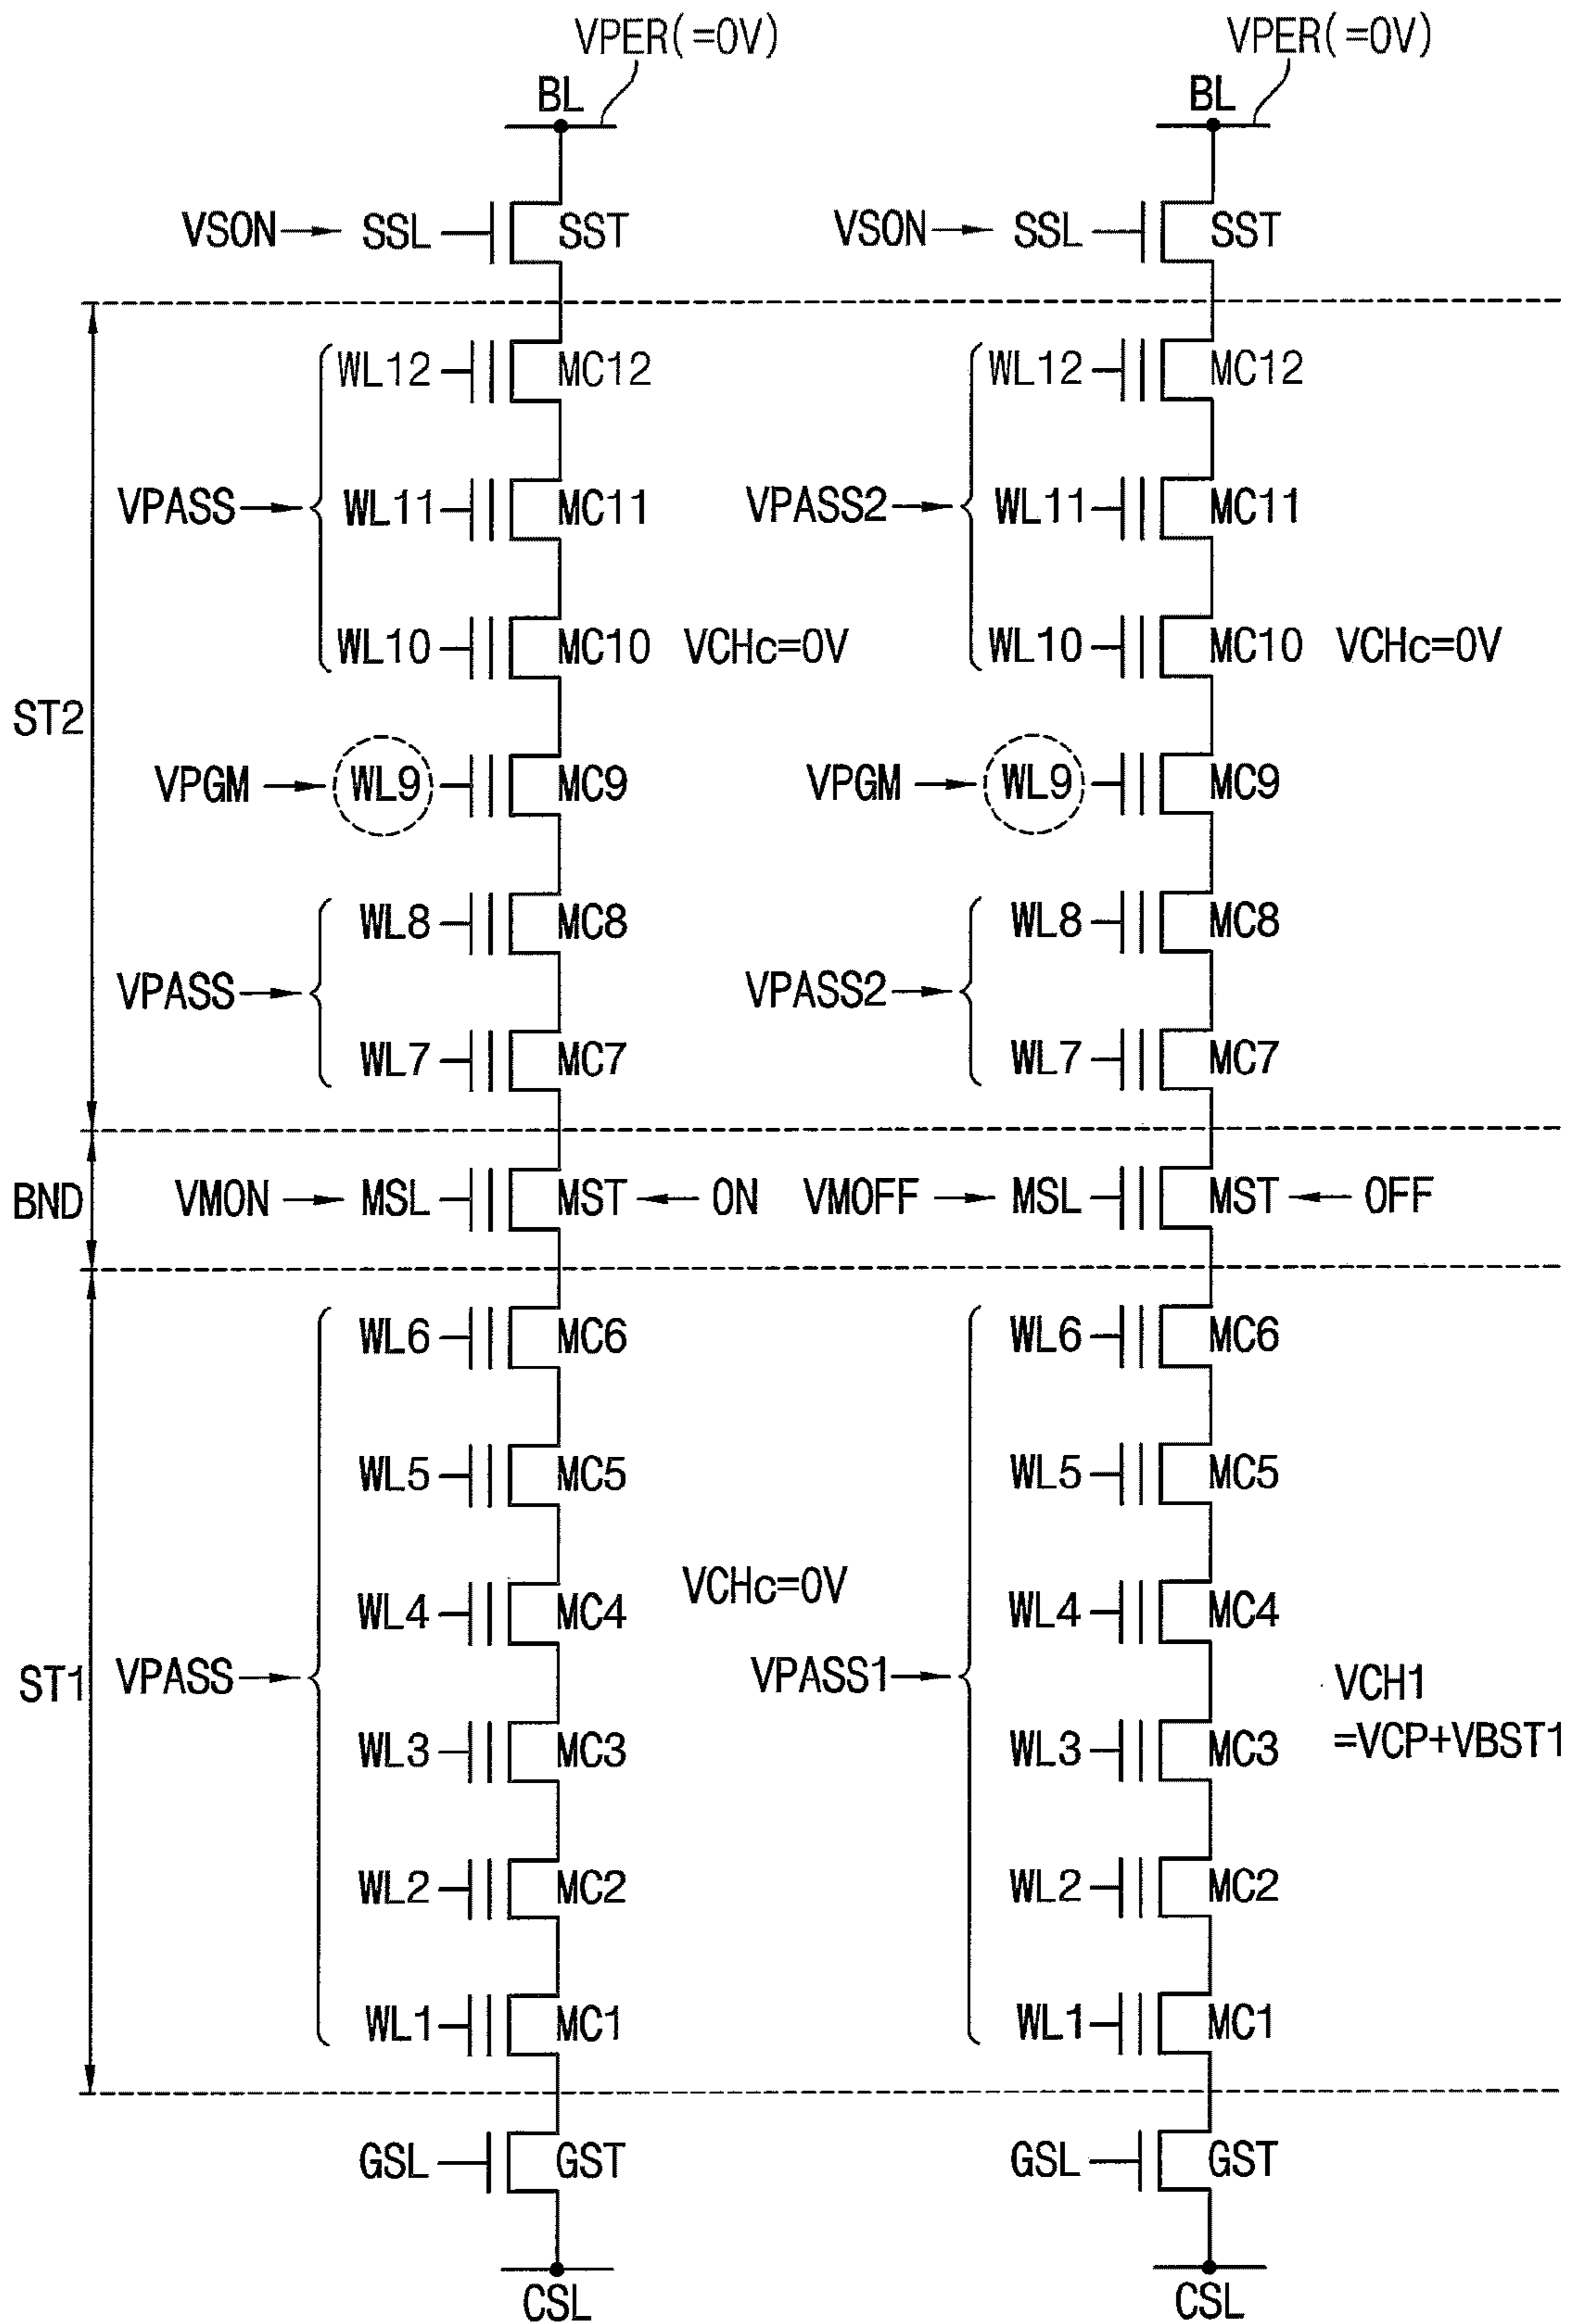 VPER(=0V) VPER(=0V)
BL BL
VSON SSL SST VSON SSL SST
WL12 MC12 WL12 MC12
VPASS WL11 MC11 VPASS2 WL11 MC11
WL10 MC10 VCHc=0V WL10 MC10 VCHc=0V
ST2
VPGM WL9 MC9 VPGM WL9 MC9
WL8 MC8 WL8 MC8
VPASS VPASS2
WL7 MC7 WL7 MC7
BND VMON MSL MST ON VMOFF MSL MST OFF
WL6 MC6 WL6 MC6
WL5 MC5 WL5 MC5
VCHc=0V
WL4 MC4 WL4 MC4
ST1 VPASS VPASS1 VCH1
WL3 MC3 WL3 MC3 =VCP+VBST1
WL2 MC2 WL2 MC2
WL1 MC1 WL1 MC1
GSL GST GSL GST
CSL CSL